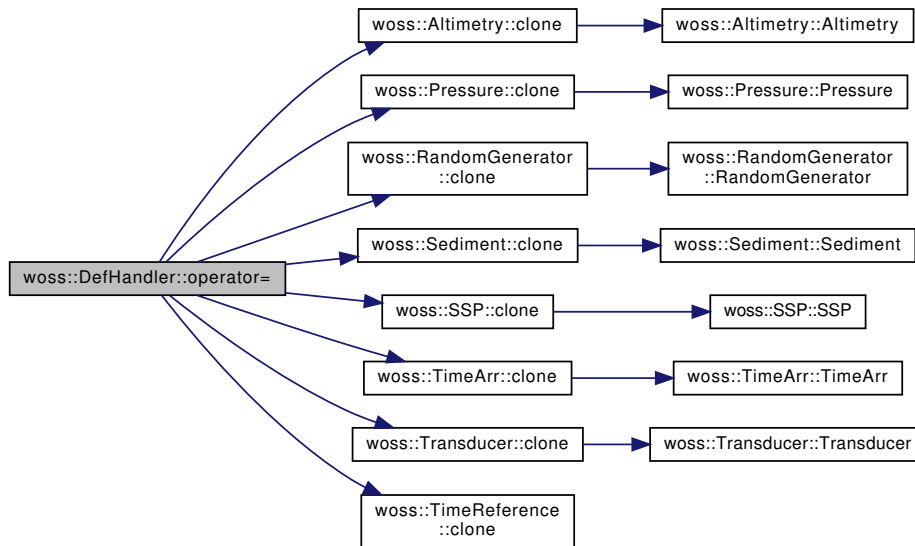 woss::Altimetry::clone
woss::Altimetry::Altimetry
woss::Pressure::clone
woss::Pressure::Pressure
woss::RandomGenerator
::clone
woss::RandomGenerator
::RandomGenerator
woss::Sediment::clone
woss::Sediment::Sediment
woss::DefHandler::operator=
woss::SSP::clone
woss::SSP::SSP
woss::TimeArr::clone
woss::TimeArr::TimeArr
woss::Transducer::clone
woss::Transducer::Transducer
woss::TimeReference
::clone